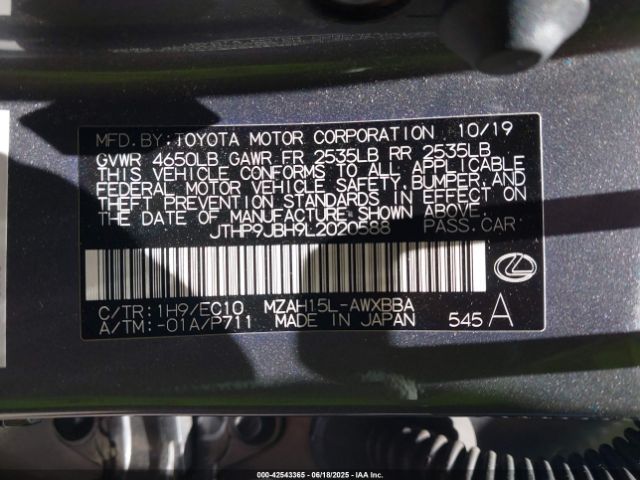 MFD. BY: TOYOTA MOTOR CORPORATION 10/19
GVWR 4650LB GAWR FR 2535LB RR 2535LB
THIS VEHICLE CONFORMS TO ALL APPLICABLE
FEDERAL MOTOR VEHICLE SAFETY, BUMPER, AND
THEFT PREVENTION STANDARDS IN EFFECT ON
THE DATE OF MANUFACTURE SHOWN ABOVE.
JTHP9JBH9L2020588 PASS. CAR
C/TR: 1H9/EC10 MZAH15L-AWXBBA
A/TM: -01A/P711 MADE IN JAPAN 545 A
00-42543365 - 06/18/2025 - IAA Inc.